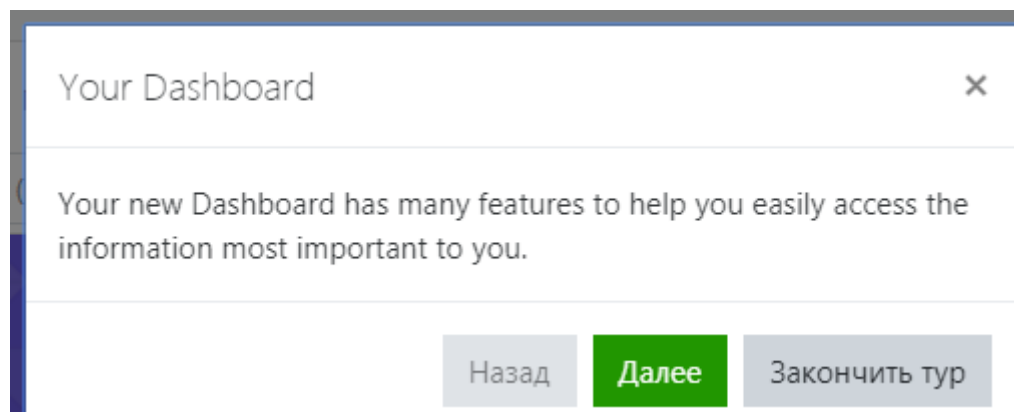 Your Dashboard ×
Your new Dashboard has many features to help you easily access the
information most important to you.
Назад Далее Закончить тур